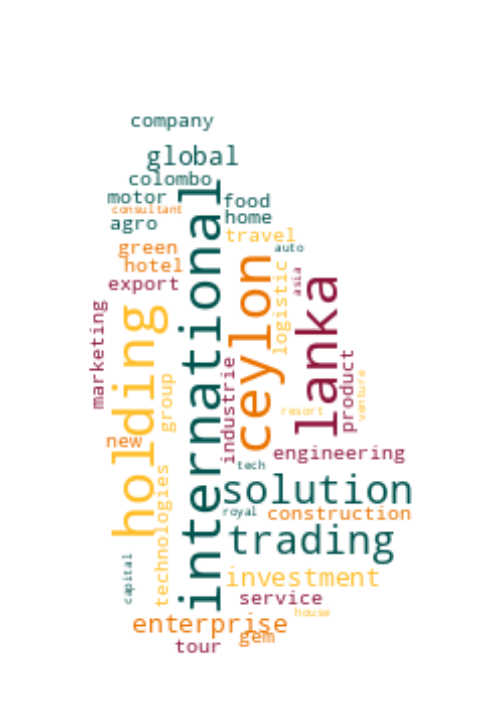 company
global
colombo
motor
food
consultant
home
agro
travel
green
auto
hotel
asia
export
logistic
international
ceylon
lanka
holding
marketing
group
industrie
product
venture
resort
new
engineering
tech
technologies
solution
royal
construction
trading
capital
investment
service
house
enterprise
gem
tour